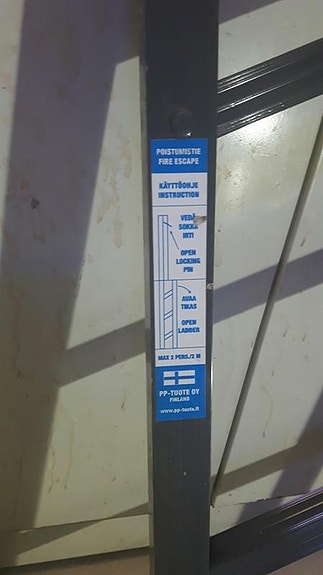 POISTUMISTIE
FIRE ESCAPE
KÄYTTÖOHJE
INSTRUCTION
VEDÄ
SOKKA
IRTI
OPEN
LOCKING
PIN
AVAA
TIKAS
OPEN
LADDER
MAX 2 PERS./2 M
PP-TUOTE OY
FINLAND
www.pp-tuote.fi